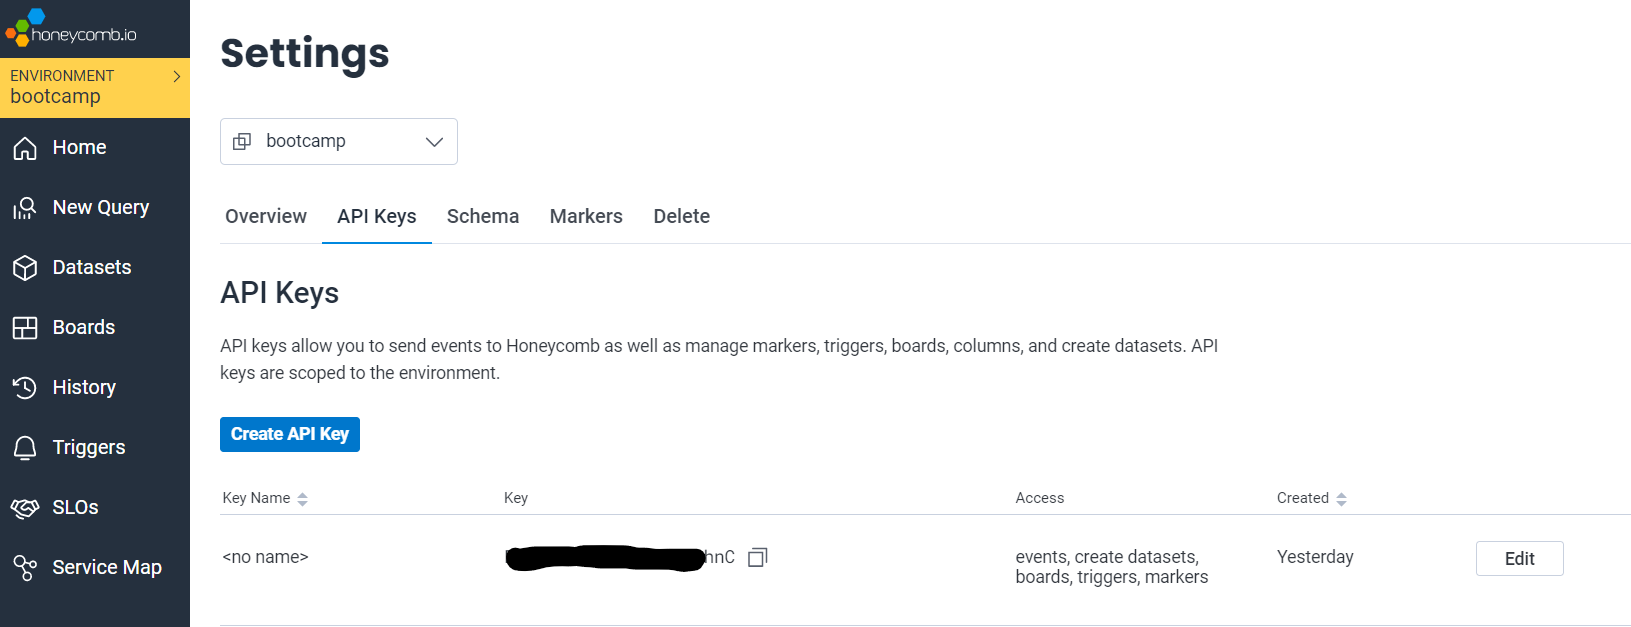 honeycomb.io
ENVIRONMENT
bootcamp
Home
New Query
Datasets
Boards
History
Triggers
SLOs
Service Map
Settings
bootcamp
Overview API Keys Schema Markers Delete
API Keys
API keys allow you to send events to Honeycomb as well as manage markers, triggers, boards, columns, and create datasets. API
keys are scoped to the environment.
Create API Key
Key Name Key Access Created
<no name> hnC events, create datasets, Yesterday Edit
boards, triggers, markers